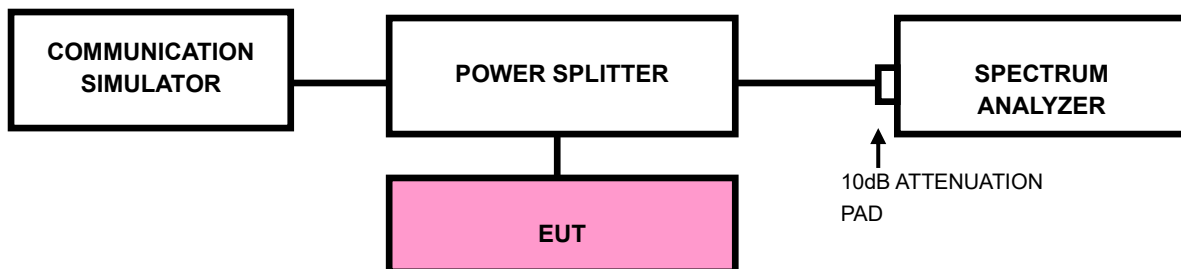 COMMUNICATION
SIMULATOR
POWER SPLITTER
SPECTRUM
ANALYZER
10dB ATTENUATION
PAD
EUT